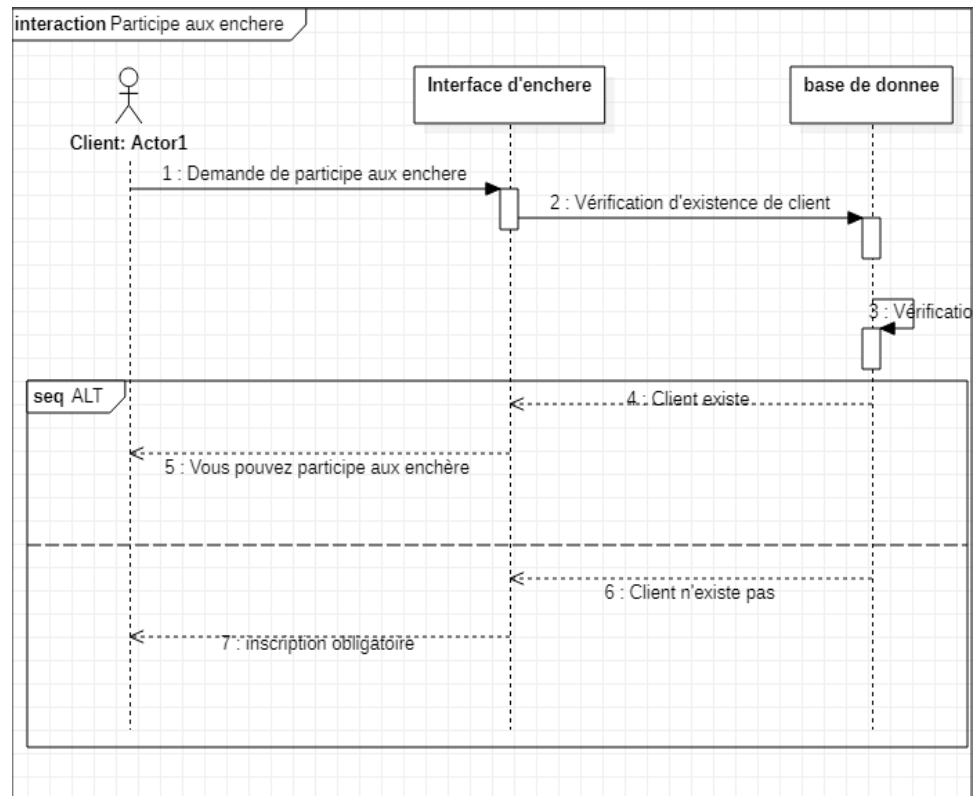 interaction Participe aux enchere
Interface d'enchere
base de donnee
Client: Actor1
1 : Demande de participe aux enchere
2 : Vérification d'existence de client
3 : Vérificatio
seq ALT
4 : Client existe
5 : Vous pouvez participe aux enchère
6 : Client n'existe pas
7 : inscription obligatoire